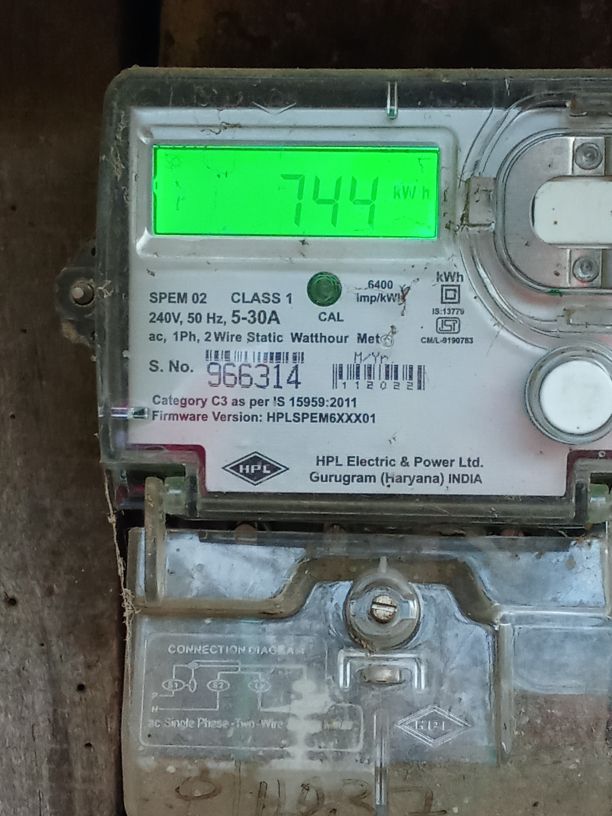 744 kWh
SPEM 02 CLASS 1
240V, 50 Hz, 5-30A
CAL
6400
imp/kWh
kWh
IS:13779
ISI
CM/L-9190783
ac, 1Ph, 2 Wire Static Watthour Meter
M/Yr.
S. No. 966314
112022
Category C3 as per IS 15959:2011
Firmware Version: HPLSPEM6XXX01
HPL
HPL Electric & Power Ltd.
Gurugram (Haryana) INDIA
CONNECTION DIAGRAM
S1 S2
P
N
ac Single Phase-Two-Wire
HPL